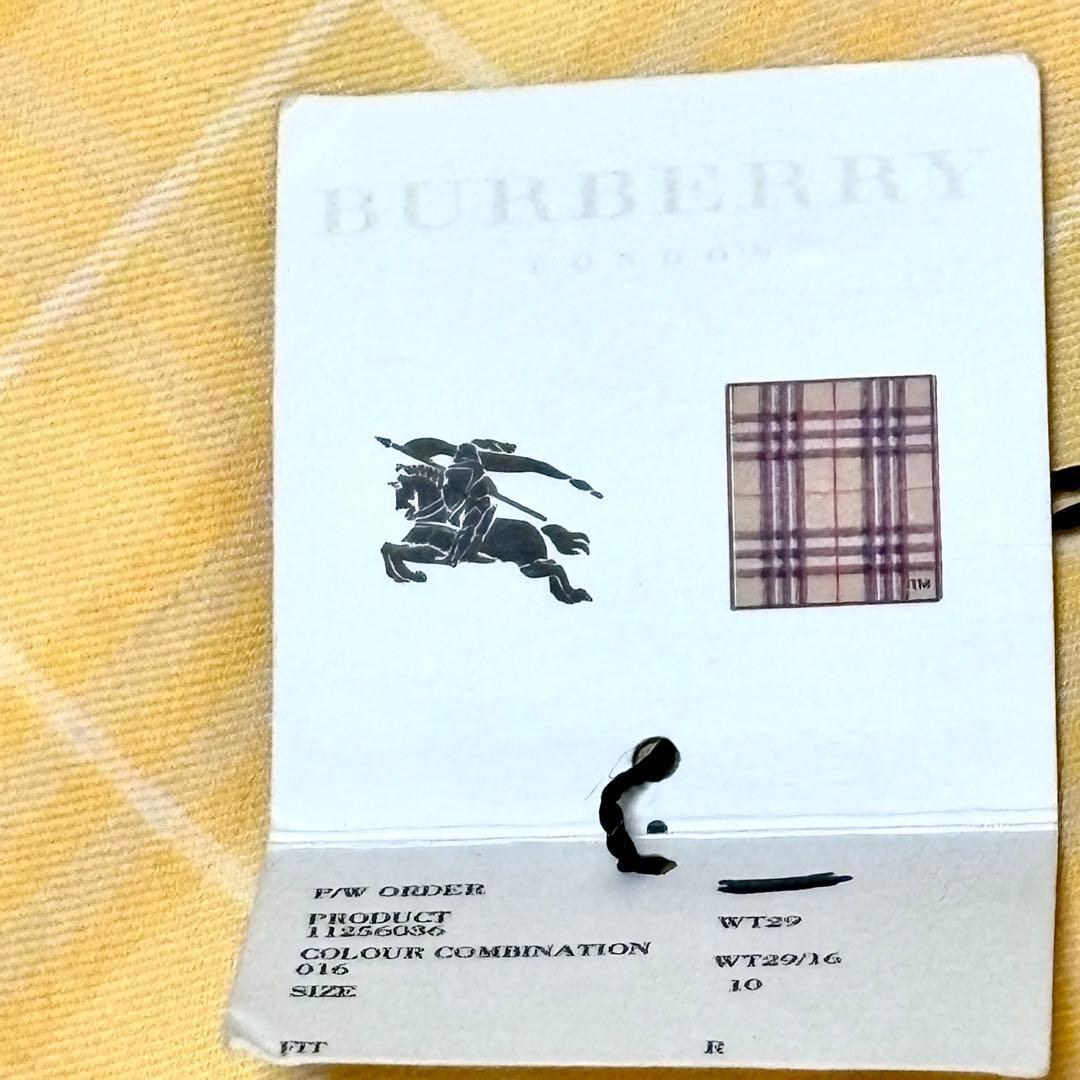 BURBERRY
LONDON
TM
P/W ORDER
PRODUCT WT29
11256036
COLOUR COMBINATION WT29/16
016
SIZE 10
FIT R